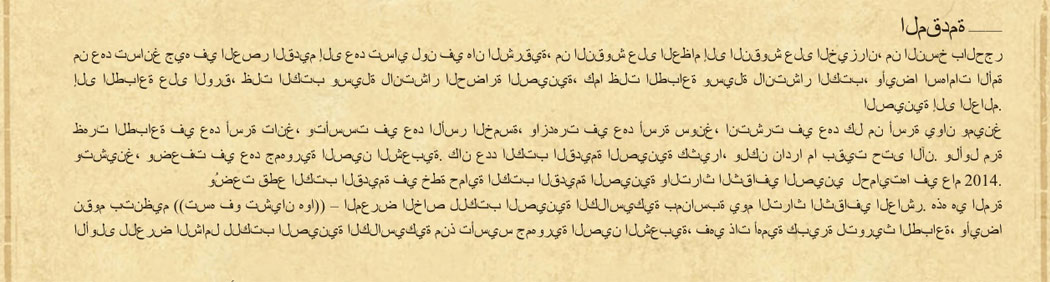 المقدمة ____
من عهد تسانغ جيه في العصر القديم إلى عهد تساي لون في هان الشرقية، من النقوش على العظام إلى النقوش على الخيزران، من النسخ بالحجر
إلى الطباعة على الورق، ظلت الكتب وسيلة لانتشار الحضارة الصينية، كما ظلت الطباعة وسيلة لانتشار الكتب، وأيضا اسهامات الأمة
الصينية إلى العالم.
ظهرت الطباعة في عهد أسرة تانغ، وتأسست في عهد الأسر الخمسة، وازدهرت في عهد أسرة سونغ، انتشرت في عهد كل من أسرة يوان ومينغ
وتشينغ، وضعفت في عهد جمهورية الصين الشعبية. كان عدد الكتب القديمة الصينية كثيرا، ولكن نادرا ما بقيت حتى الآن. ولأول مرة
وُضعت قطع الكتب القديمة في خطة حماية الكتب القديمة الصينية والتراث الثقافي الصيني لحمايتها في عام 2014.
نقوم بتنظيم ((تسه فو تشيان هوا)) – المعرض الخاص للكتب الصينية الكلاسيكية بمناسبة يوم التراث الثقافي العاشر. هذه هي المرة
الأولى للعرض الشامل للكتب الصينية الكلاسيكية منذ تأسيس جمهورية الصين الشعبية، فهي ذات أهمية كبيرة لتوريث الطباعة، وأيضا